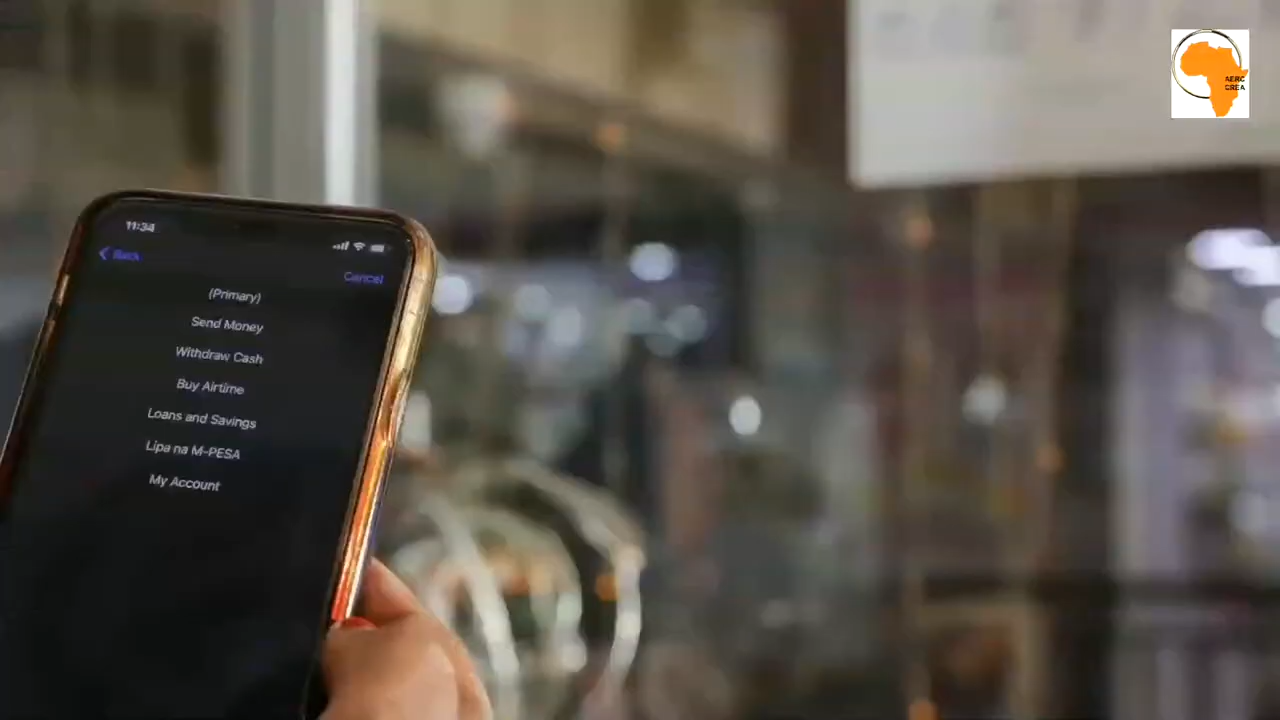 11:34
Back
Cancel
(Primary)
Send Money
Withdraw Cash
Buy Airtime
Loans and Savings
Lipa na M-PESA
My Account
AERC
CREA